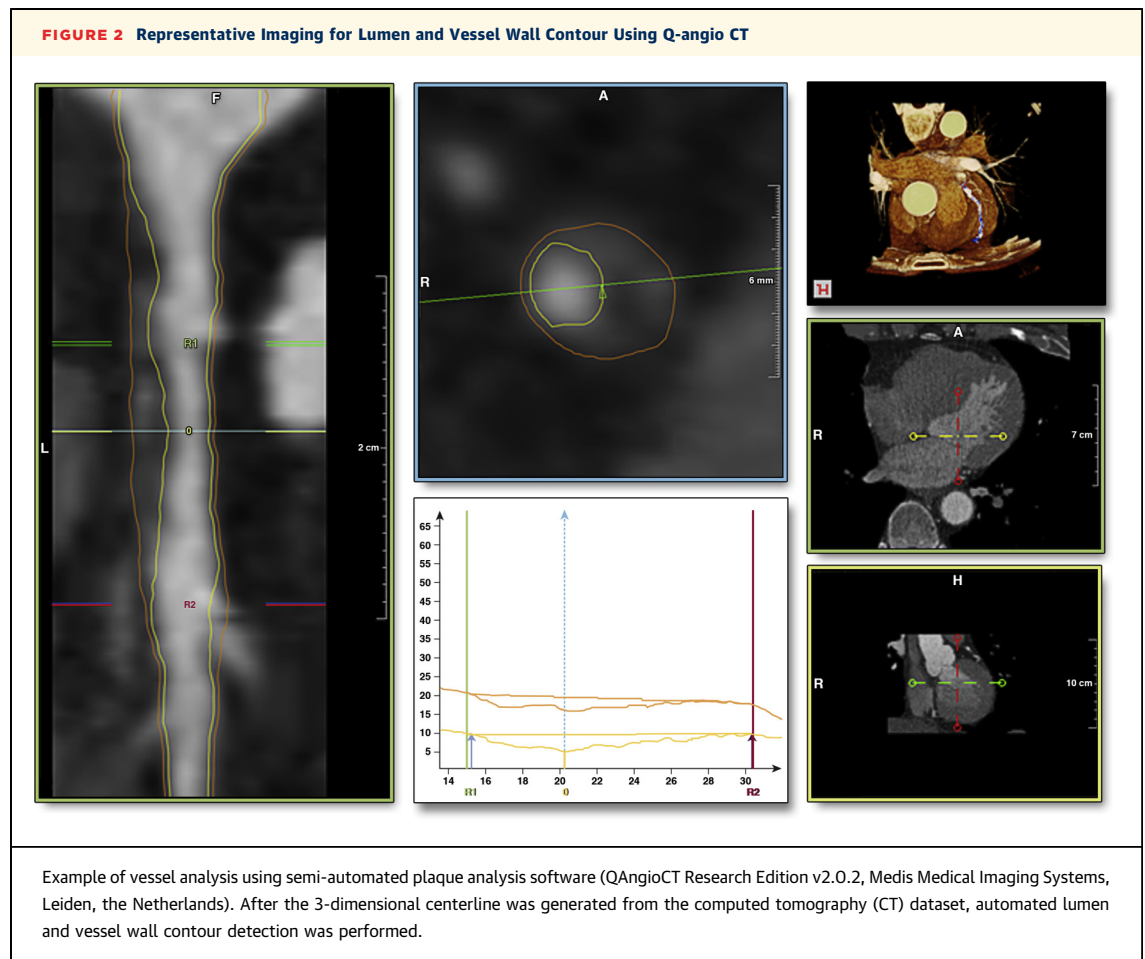 FIGURE 2 Representative Imaging for Lumen and Vessel Wall Contour Using Q-angio CT
F
R1
0
L
2 cm
R2
A
R
6 mm
65
60
55
50
45
40
35
30
25
20
15
10
5
14 16 18 20 22 24 26 28 30
R1 0 R2
H
A
R
7 cm
H
R
10 cm
Example of vessel analysis using semi-automated plaque analysis software (QAngioCT Research Edition v2.0.2, Medis Medical Imaging Systems,
Leiden, the Netherlands). After the 3-dimensional centerline was generated from the computed tomography (CT) dataset, automated lumen
and vessel wall contour detection was performed.